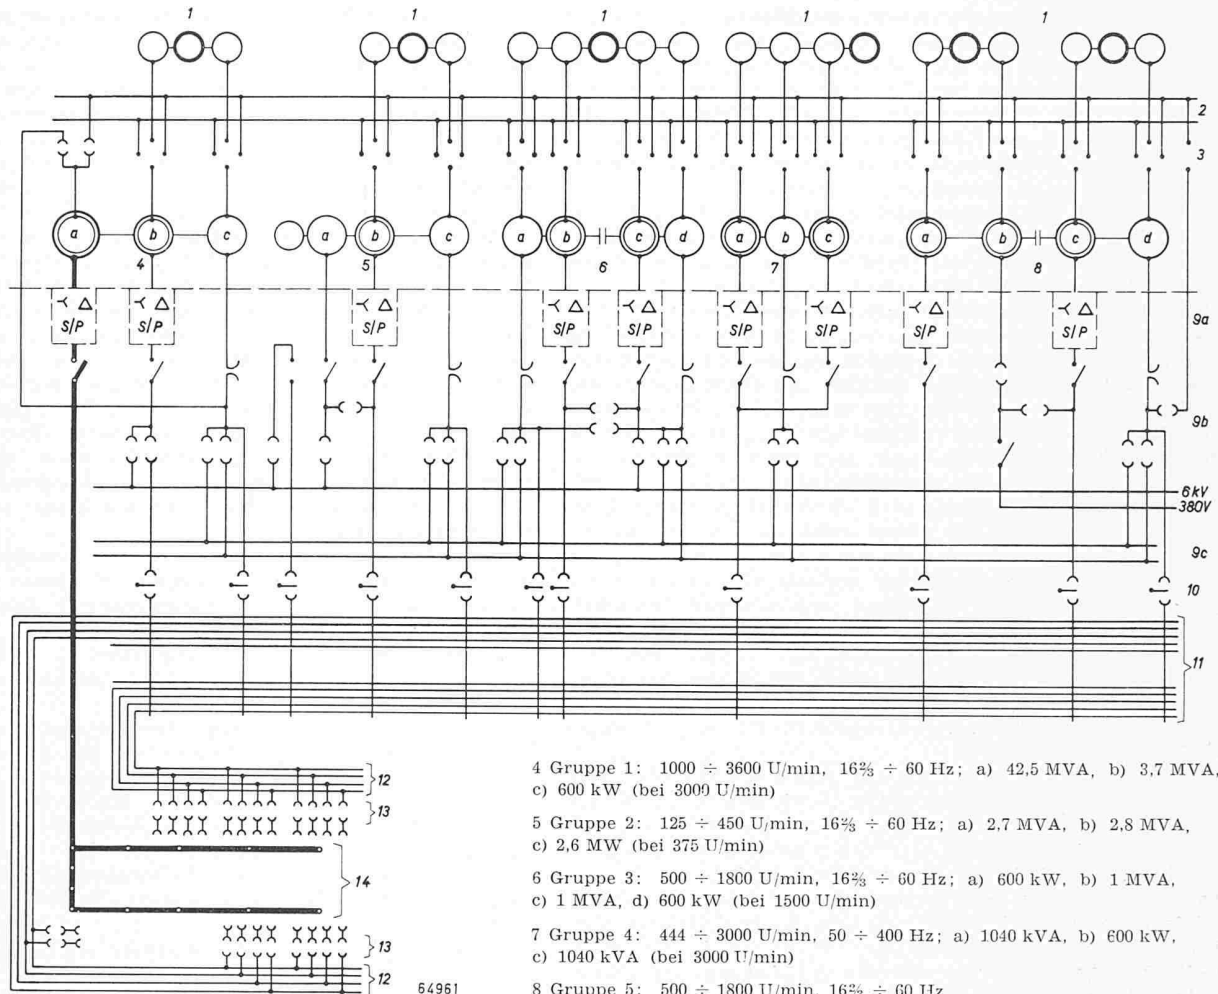 1 1 1 1 1
2
3
a b c a b c a b c d a b c a b c d
4 5 6 7 8
S/P S/P S/P S/P S/P S/P S/P S/P S/P
9a
9b
6kV
380V
9c
10
11
12
13
14
13
12
64961
4 Gruppe 1: 1000 ÷ 3600 U/min, 16⅔ ÷ 60 Hz; a) 42,5 MVA, b) 3,7 MVA,
c) 600 kW (bei 3000 U/min)
5 Gruppe 2: 125 ÷ 450 U/min, 16⅔ ÷ 60 Hz; a) 2,7 MVA, b) 2,8 MVA,
c) 2,6 MW (bei 375 U/min)
6 Gruppe 3: 500 ÷ 1800 U/min, 16⅔ ÷ 60 Hz; a) 600 kW, b) 1 MVA,
c) 1 MVA, d) 600 kW (bei 1500 U/min)
7 Gruppe 4: 444 ÷ 3000 U/min, 50 ÷ 400 Hz; a) 1040 kVA, b) 600 kW,
c) 1040 kVA (bei 3000 U/min)
8 Gruppe 5: 500 ÷ 1800 U/min, 16⅔ ÷ 60 Hz